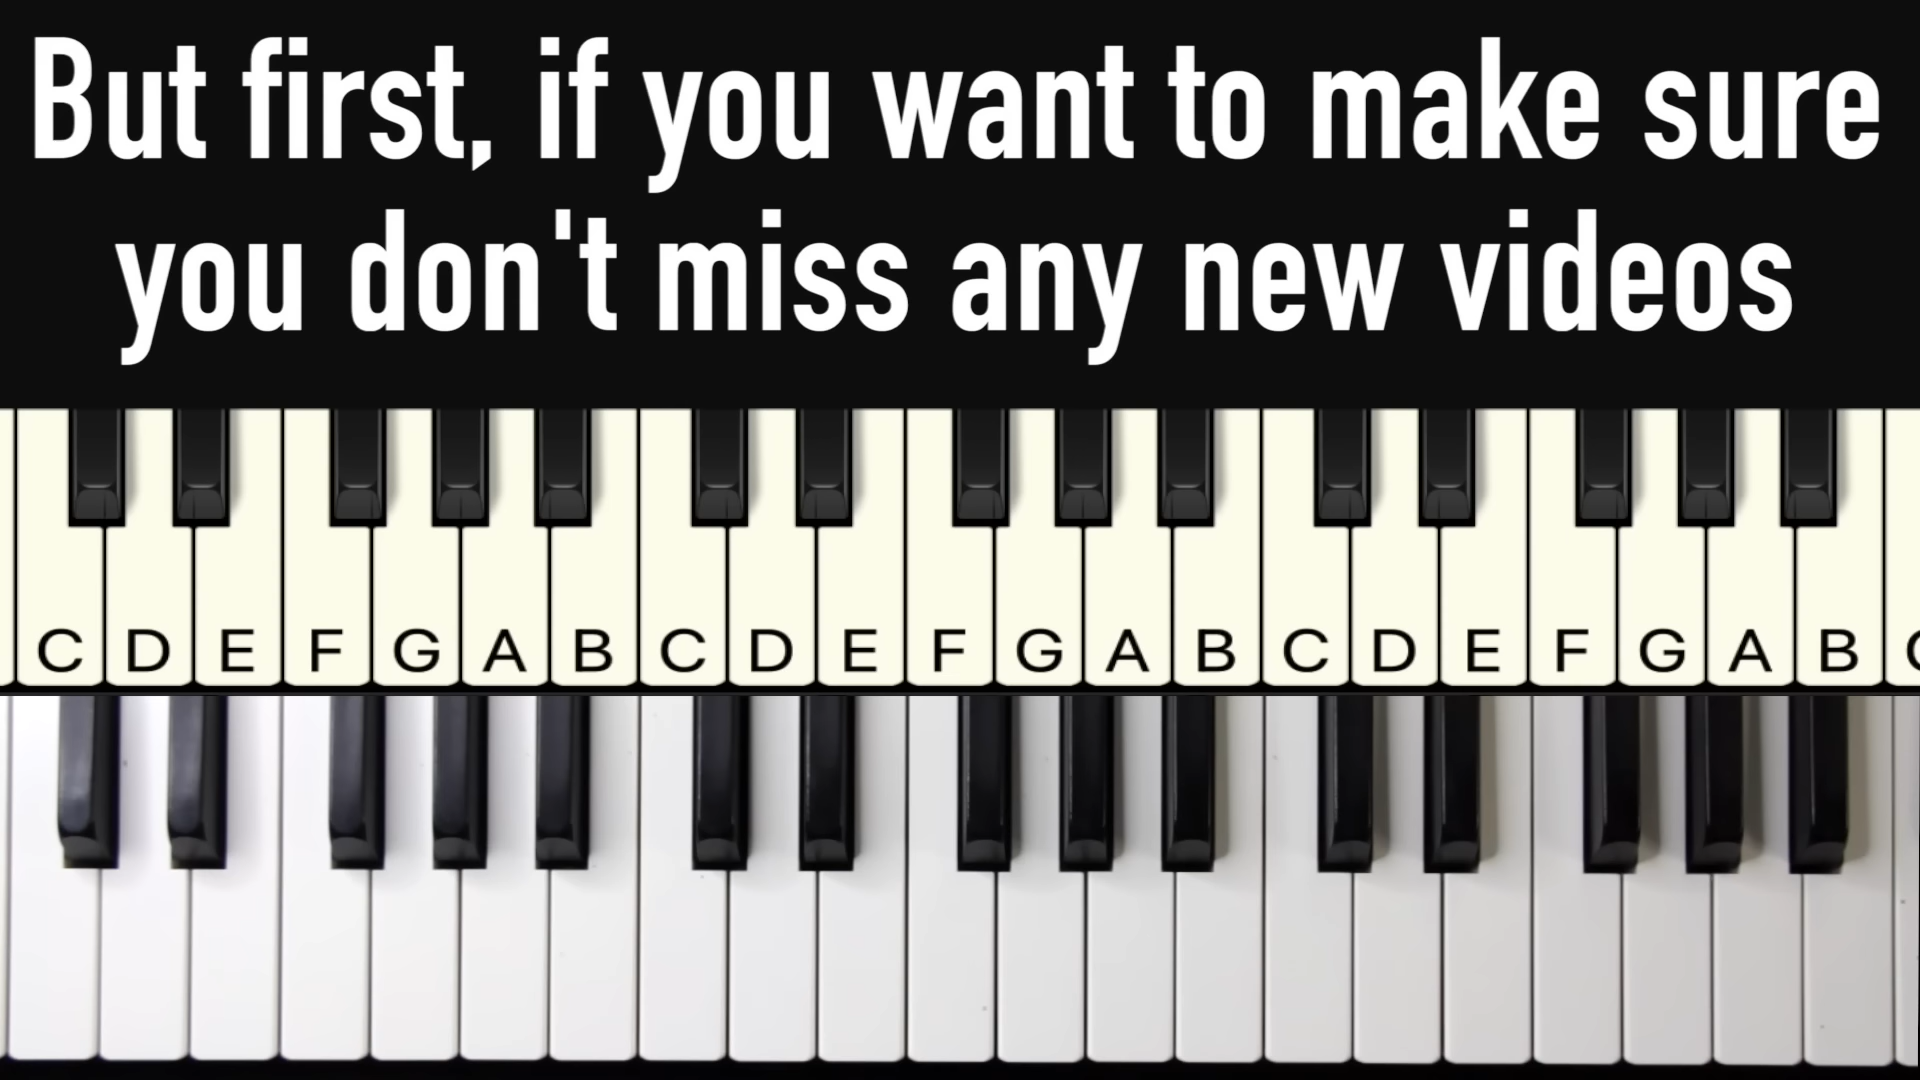 But first, if you want to make sure
you don't miss any new videos
C D E F G A B C D E F G A B C D E F G A B C